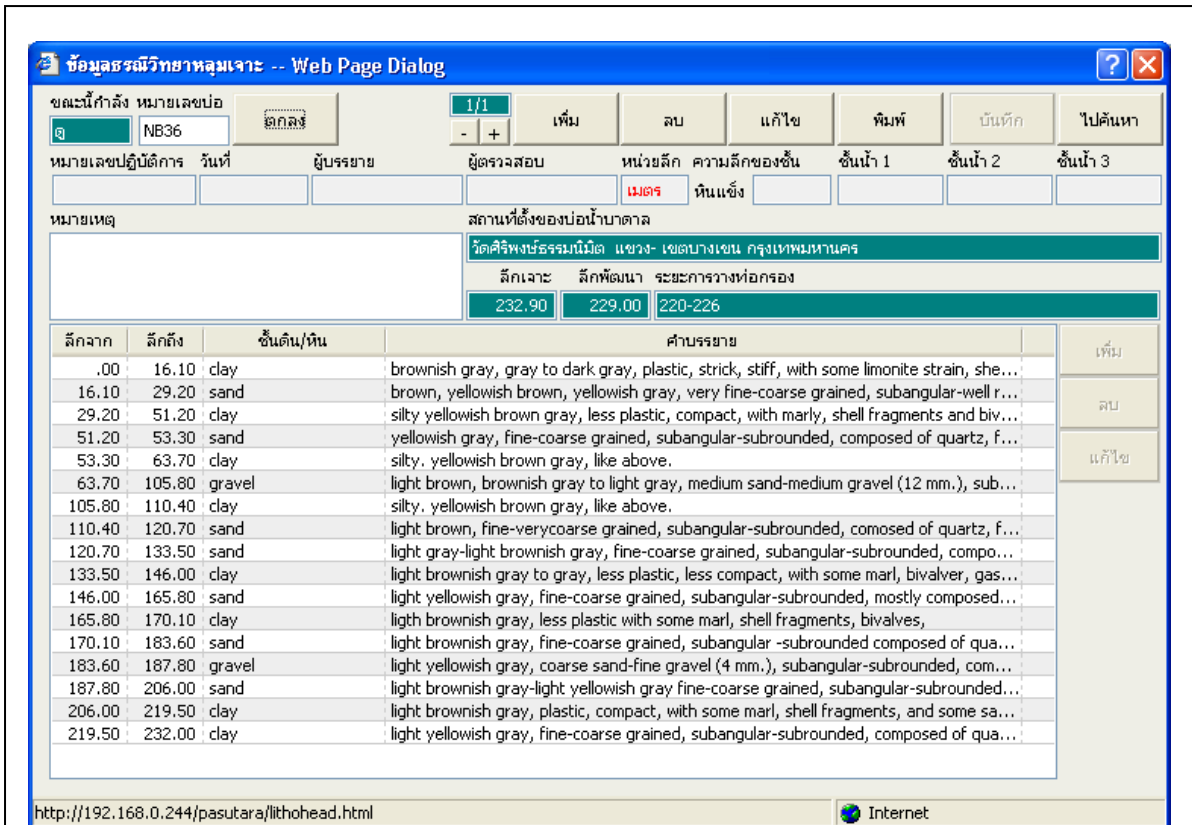 ข้อมูลธรณีวิทยาหลุมเจาะ -- Web Page Dialog
ขณะนี้กำลัง หมายเลขบ่อ
ดู NB36 ตกลง 1/1 - + เพิ่ม ลบ แก้ไข พิมพ์ บันทึก ไปค้นหา
หมายเลขปฏิบัติการ วันที่ ผู้บรรยาย ผู้ตรวจสอบ หน่วยลึก ความลึกของชั้น ชั้นน้ำ 1 ชั้นน้ำ 2 ชั้นน้ำ 3
เมตร หินแข็ง
หมายเหตุ สถานที่ตั้งของบ่อน้ำบาดาล
วัดศิริพงษ์ธรรมนิมิต แขวง- เขตบางเขน กรุงเทพมหานคร
ลึกเจาะ ลึกพัฒนา ระยะการวางท่อกรอง
232.90 229.00 220-226
ลึกจาก ลึกถึง ชั้นดิน/หิน คำบรรยาย
.00 16.10 clay brownish gray, gray to dark gray, plastic, strick, stiff, with some limonite strain, she...
16.10 29.20 sand brown, yellowish brown, yellowish gray, very fine-coarse grained, subangular-well r...
29.20 51.20 clay silty yellowish brown gray, less plastic, compact, with marly, shell fragments and biv...
51.20 53.30 sand yellowish gray, fine-coarse grained, subangular-subrounded, composed of quartz, f...
53.30 63.70 clay silty. yellowish brown gray, like above.
63.70 105.80 gravel light brown, brownish gray to light gray, medium sand-medium gravel (12 mm.), sub...
105.80 110.40 clay silty. yellowish brown gray, like above.
110.40 120.70 sand light brown, fine-verycoarse grained, subangular-subrounded, comosed of quartz, f...
120.70 133.50 sand light gray-light brownish gray, fine-coarse grained, subangular-subrounded, compo...
133.50 146.00 clay light brownish gray to gray, less plastic, less compact, with some marl, bivalver, gas...
146.00 165.80 sand light yellowish gray, fine-coarse grained, subangular-subrounded, mostly composed...
165.80 170.10 clay ligth brownish gray, less plastic with some marl, shell fragments, bivalves,
170.10 183.60 sand light brownish gray, fine-coarse grained, subangular -subrounded composed of qua...
183.60 187.80 gravel light yellowish gray, coarse sand-fine gravel (4 mm.), subangular-subrounded, com...
187.80 206.00 sand light brownish gray-light yellowish gray fine-coarse grained, subangular-subrounded...
206.00 219.50 clay light brownish gray, plastic, compact, with some marl, shell fragments, and some sa...
219.50 232.00 clay light yellowish gray, fine-coarse grained, subangular-subrounded, composed of qua...
เพิ่ม
ลบ
แก้ไข
http://192.168.0.244/pasutara/lithohead.html Internet